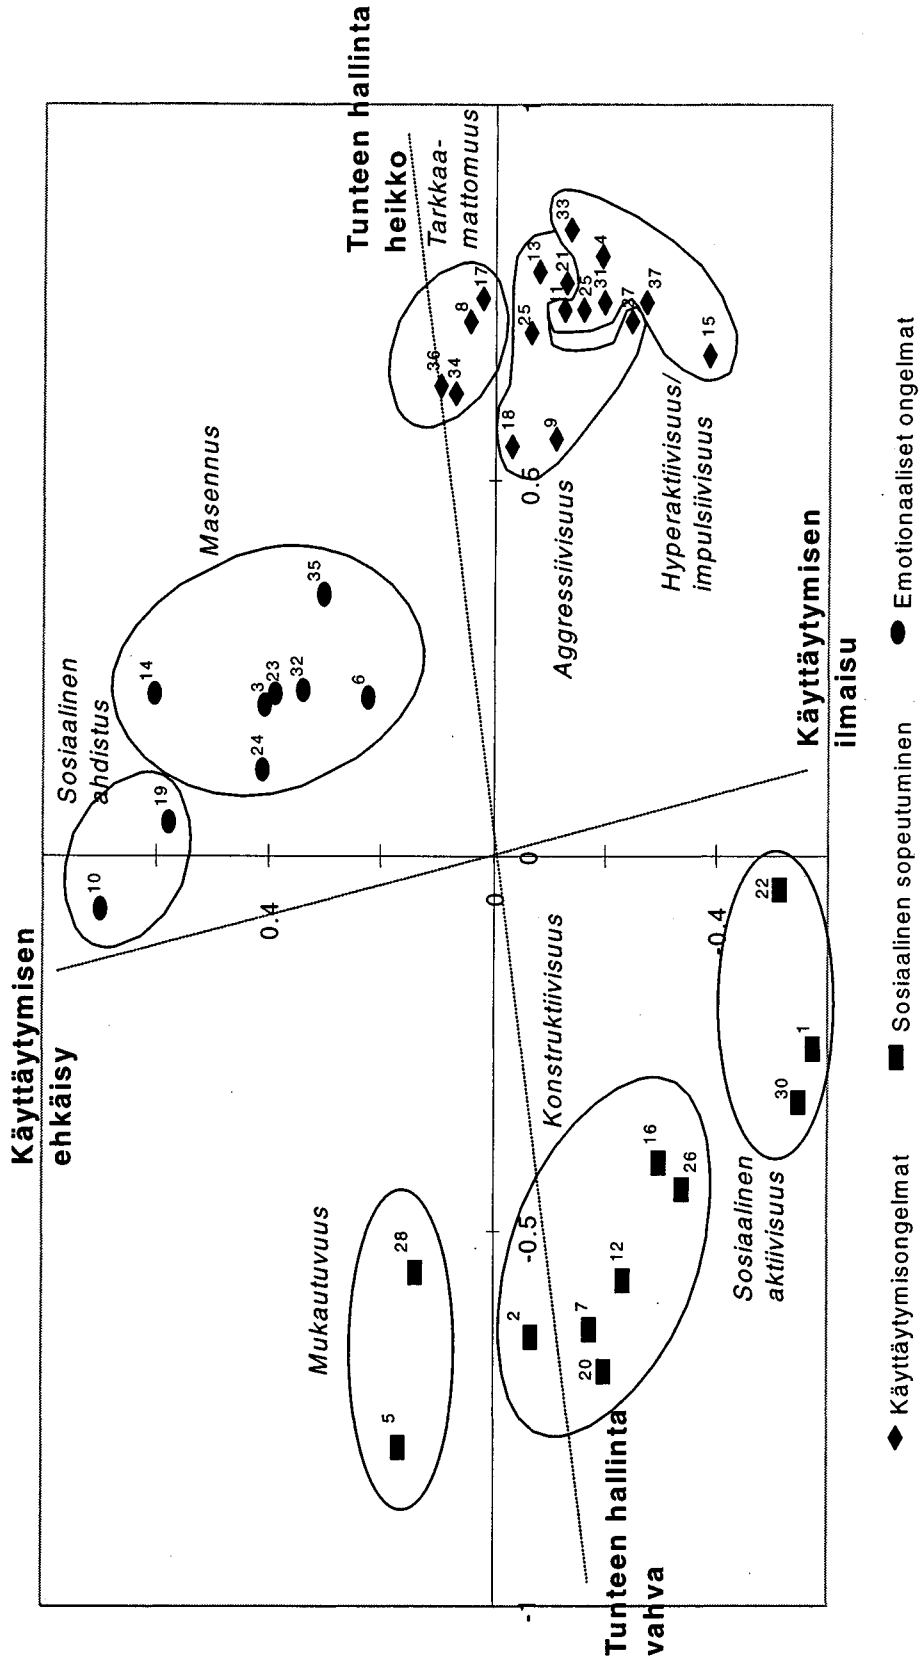 Käyttäytymisen
ehkäisy
Sosiaalinen
ahdistus
Masennus
Tunteen hallinta
heikko
Tarkkaa-
mattomuus
Mukautuvuus
Konstruktiivisuus
Aggressiivisuus
Hyperaktiivisuus/
impulsiivisuus
Sosiaalinen
aktiivisuus
Käyttäytymisen
ilmaisu
Tunteen hallinta
vahva
10
19
14
24
3
23
32
6
35
36
34
8
17
18
9
25
13
11
21
25
31
33
4
37
37
15
5
28
2
7
20
12
16
26
30
1
22
0.4
0
-0.4
-1
-0.5
0
0.5
1
Käyttäytymisongelmat
Sosiaalinen sopeutuminen
Emotionaaliset ongelmat